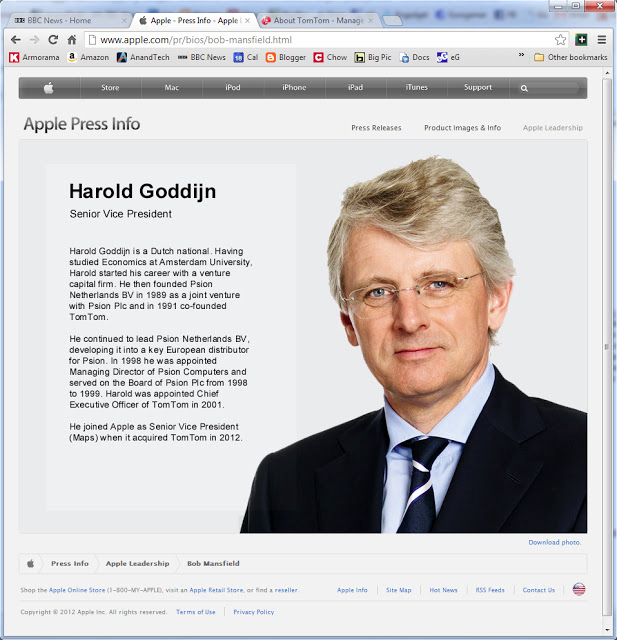 BBC News - Home
Apple - Press Info - Apple L
About TomTom - Manage
www.apple.com/pr/bios/bob-mansfield.html
Armorama
Amazon
AnandTech
BBC News
Cal
Blogger
Chow
Big Pic
Docs
eG
»
Other bookmarks
Store
Mac
iPod
iPhone
iPad
iTunes
Support
Apple Press Info
Press Releases
Product Images & Info
Apple Leadership
Harold Goddijn
Senior Vice President
Harold Goddijn is a Dutch national. Having
studied Economics at Amsterdam University,
Harold started his career with a venture
capital firm. He then founded Psion
Netherlands BV in 1989 as a joint venture
with Psion Plc and in 1991 co-founded
TomTom.
He continued to lead Psion Netherlands BV,
developing it into a key European distributor
for Psion. In 1998 he was appointed
Managing Director of Psion Computers and
served on the Board of Psion Plc from 1998
to 1999. Harold was appointed Chief
Executive Officer of TomTom in 2001.
He joined Apple as Senior Vice President
(Maps) when it acquired TomTom in 2012.
Download photo.
Press Info
Apple Leadership
Bob Mansfield
Shop the Apple Online Store (1-800-MY-APPLE), visit an Apple Retail Store, or find a reseller.
Apple Info
Site Map
Hot News
RSS Feeds
Contact Us
Copyright © 2012 Apple Inc. All rights reserved.
Terms of Use
Privacy Policy